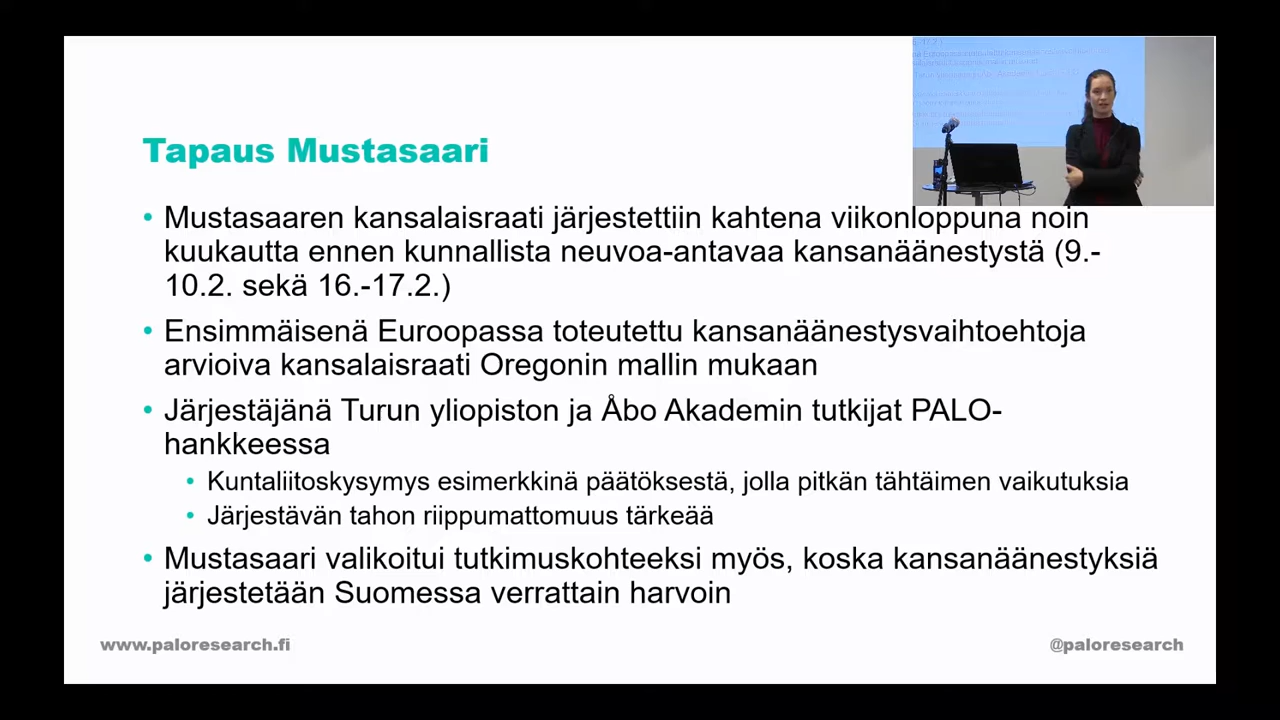 Tapaus Mustasaari
• Mustasaaren kansalaisraati järjestettiin kahtena viikonloppuna noin
kuukautta ennen kunnallista neuvoa-antavaa kansanäänestystä (9.-
10.2. sekä 16.-17.2.)
• Ensimmäisenä Euroopassa toteutettu kansanäänestysvaihtoehtoja
arvioiva kansalaisraati Oregonin mallin mukaan
• Järjestäjänä Turun yliopiston ja Åbo Akademin tutkijat PALO-
hankkeessa
• Kuntaliitoskysymys esimerkkinä päätöksestä, jolla pitkän tähtäimen vaikutuksia
• Järjestävän tahon riippumattomuus tärkeää
• Mustasaari valikoitui tutkimuskohteeksi myös, koska kansanäänestyksiä
järjestetään Suomessa verrattain harvoin
www.paloresearch.fi
@paloresearch